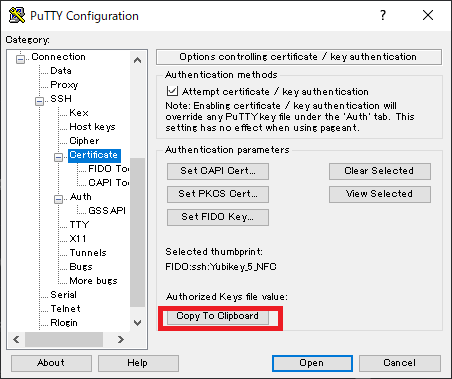 PuTTY Configuration
Category:
Connection
Data
Proxy
SSH
Kex
Host keys
Cipher
Certificate
FIDO Too
CAPI Too
Auth
GSSAPI
TTY
X11
Tunnels
Bugs
More bugs
Serial
Telnet
Rlogin
Options controlling certificate / key authentication
Authentication methods
Attempt certificate / key authentication
Note: Enabling certificate / key authentication will
override any PuTTY key file under the 'Auth' tab. This
setting has no effect when using pageant.
Authentication parameters
Set CAPI Cert...
Clear Selected
Set PKCS Cert...
View Selected
Set FIDO Key...
Selected thumbprint:
FIDO:ssh:Yubikey_5_NFC
Authorized Keys file value:
Copy To Clipboard
About
Help
Open
Cancel